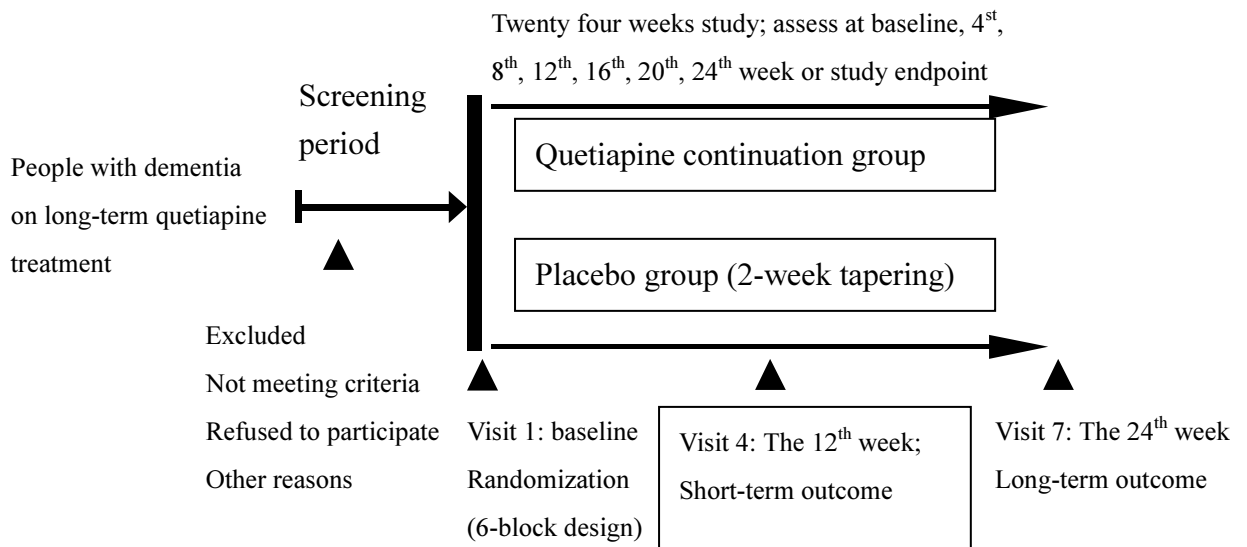 Twenty four weeks study; assess at baseline, 4st,
8th, 12th, 16th, 20th, 24th week or study endpoint
Screening
period
People with dementia
on long-term quetiapine
treatment
Quetiapine continuation group
Placebo group (2-week tapering)
Excluded
Not meeting criteria
Refused to participate
Other reasons
Visit 1: baseline
Randomization
(6-block design)
Visit 4: The 12th week;
Short-term outcome
Visit 7: The 24th week
Long-term outcome